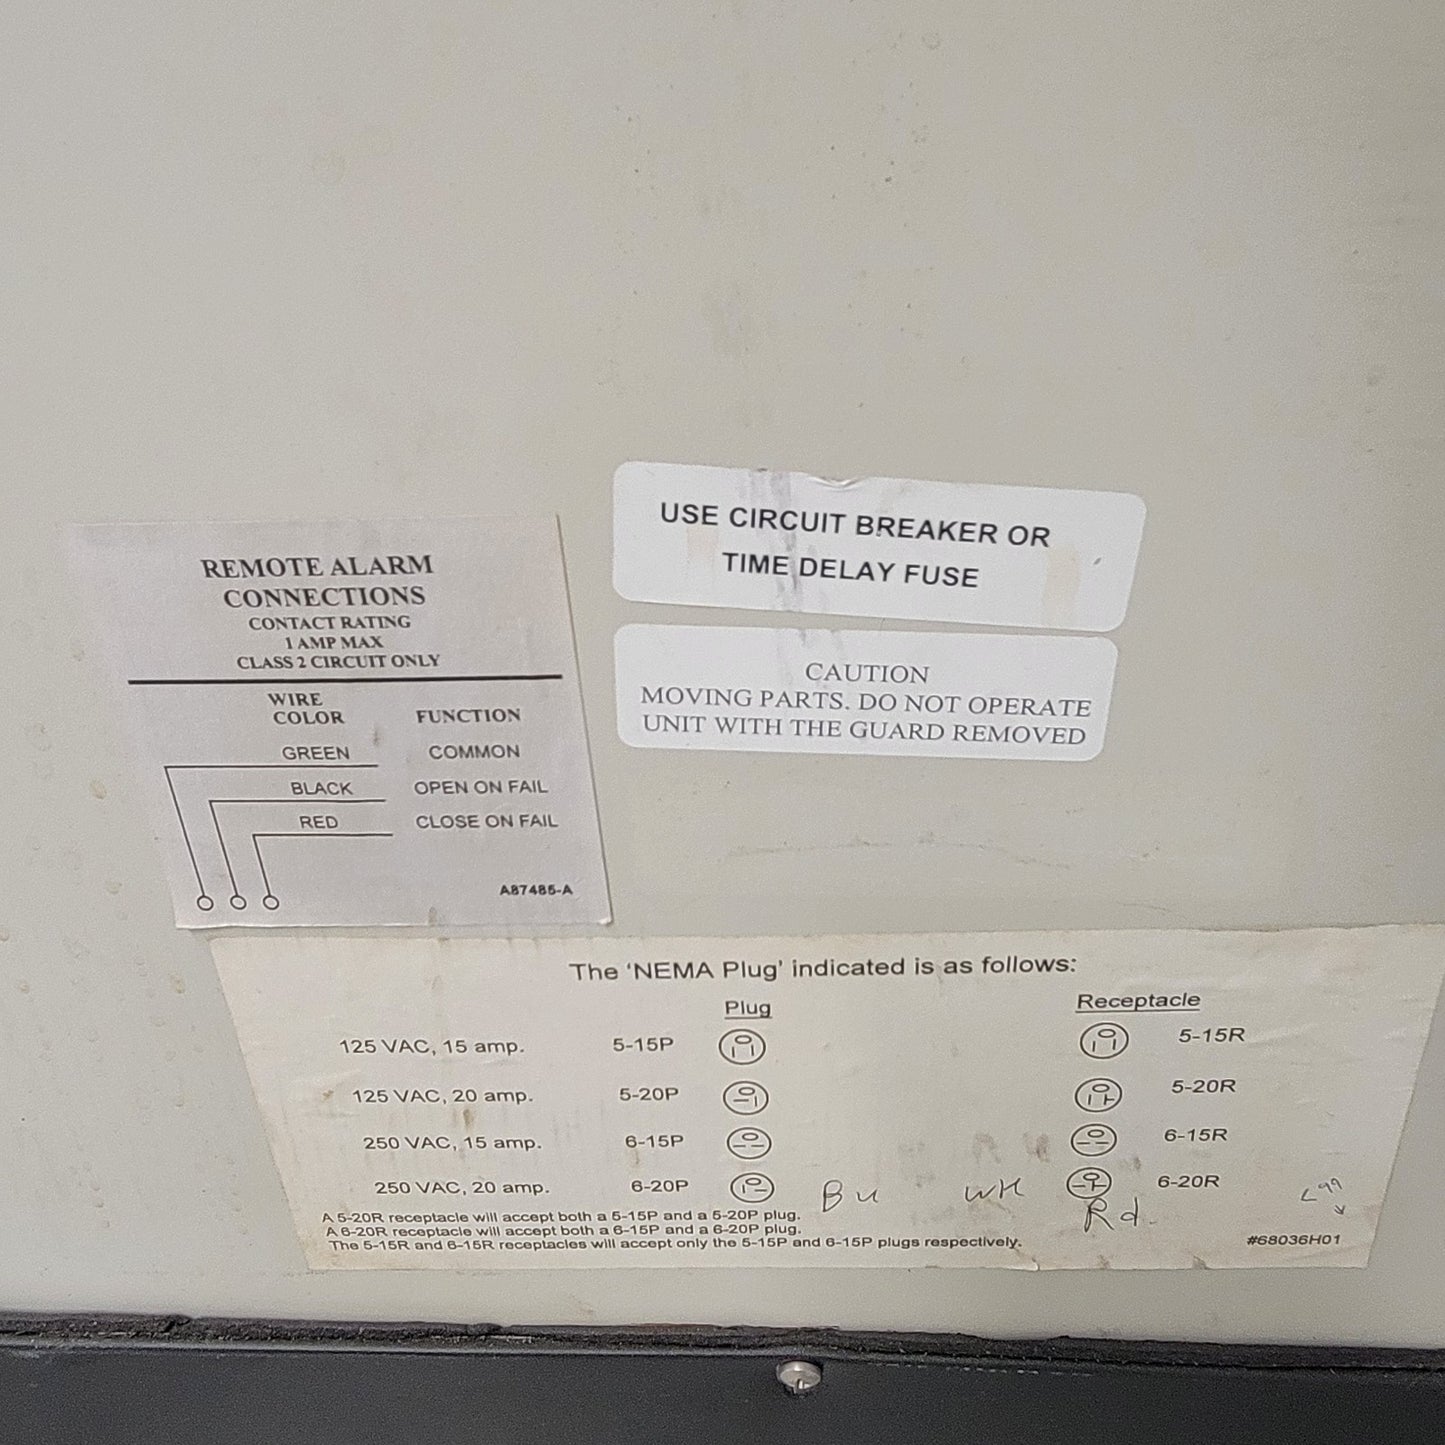 USE CIRCUIT BREAKER OR
TIME DELAY FUSE
REMOTE ALARM
CONNECTIONS
CONTACT RATING
1 AMP MAX
CLASS 2 CIRCUIT ONLY
WIRE
COLOR FUNCTION
GREEN COMMON
BLACK OPEN ON FAIL
RED CLOSE ON FAIL
A87485-A
CAUTION
MOVING PARTS. DO NOT OPERATE
UNIT WITH THE GUARD REMOVED
The 'NEMA Plug' indicated is as follows:
Plug Receptacle
125 VAC, 15 amp. 5-15P 5-15R
125 VAC, 20 amp. 5-20P 5-20R
250 VAC, 15 amp. 6-15P 6-15R
250 VAC, 20 amp. 6-20P 6-20R
Bu WH Rd.
A 5-20R receptacle will accept both a 5-15P and a 5-20P plug.
A 6-20R receptacle will accept both a 6-15P and a 6-20P plug.
The 5-15R and 6-15R receptacles will accept only the 5-15P and 6-15P plugs respectively.
#68036H01